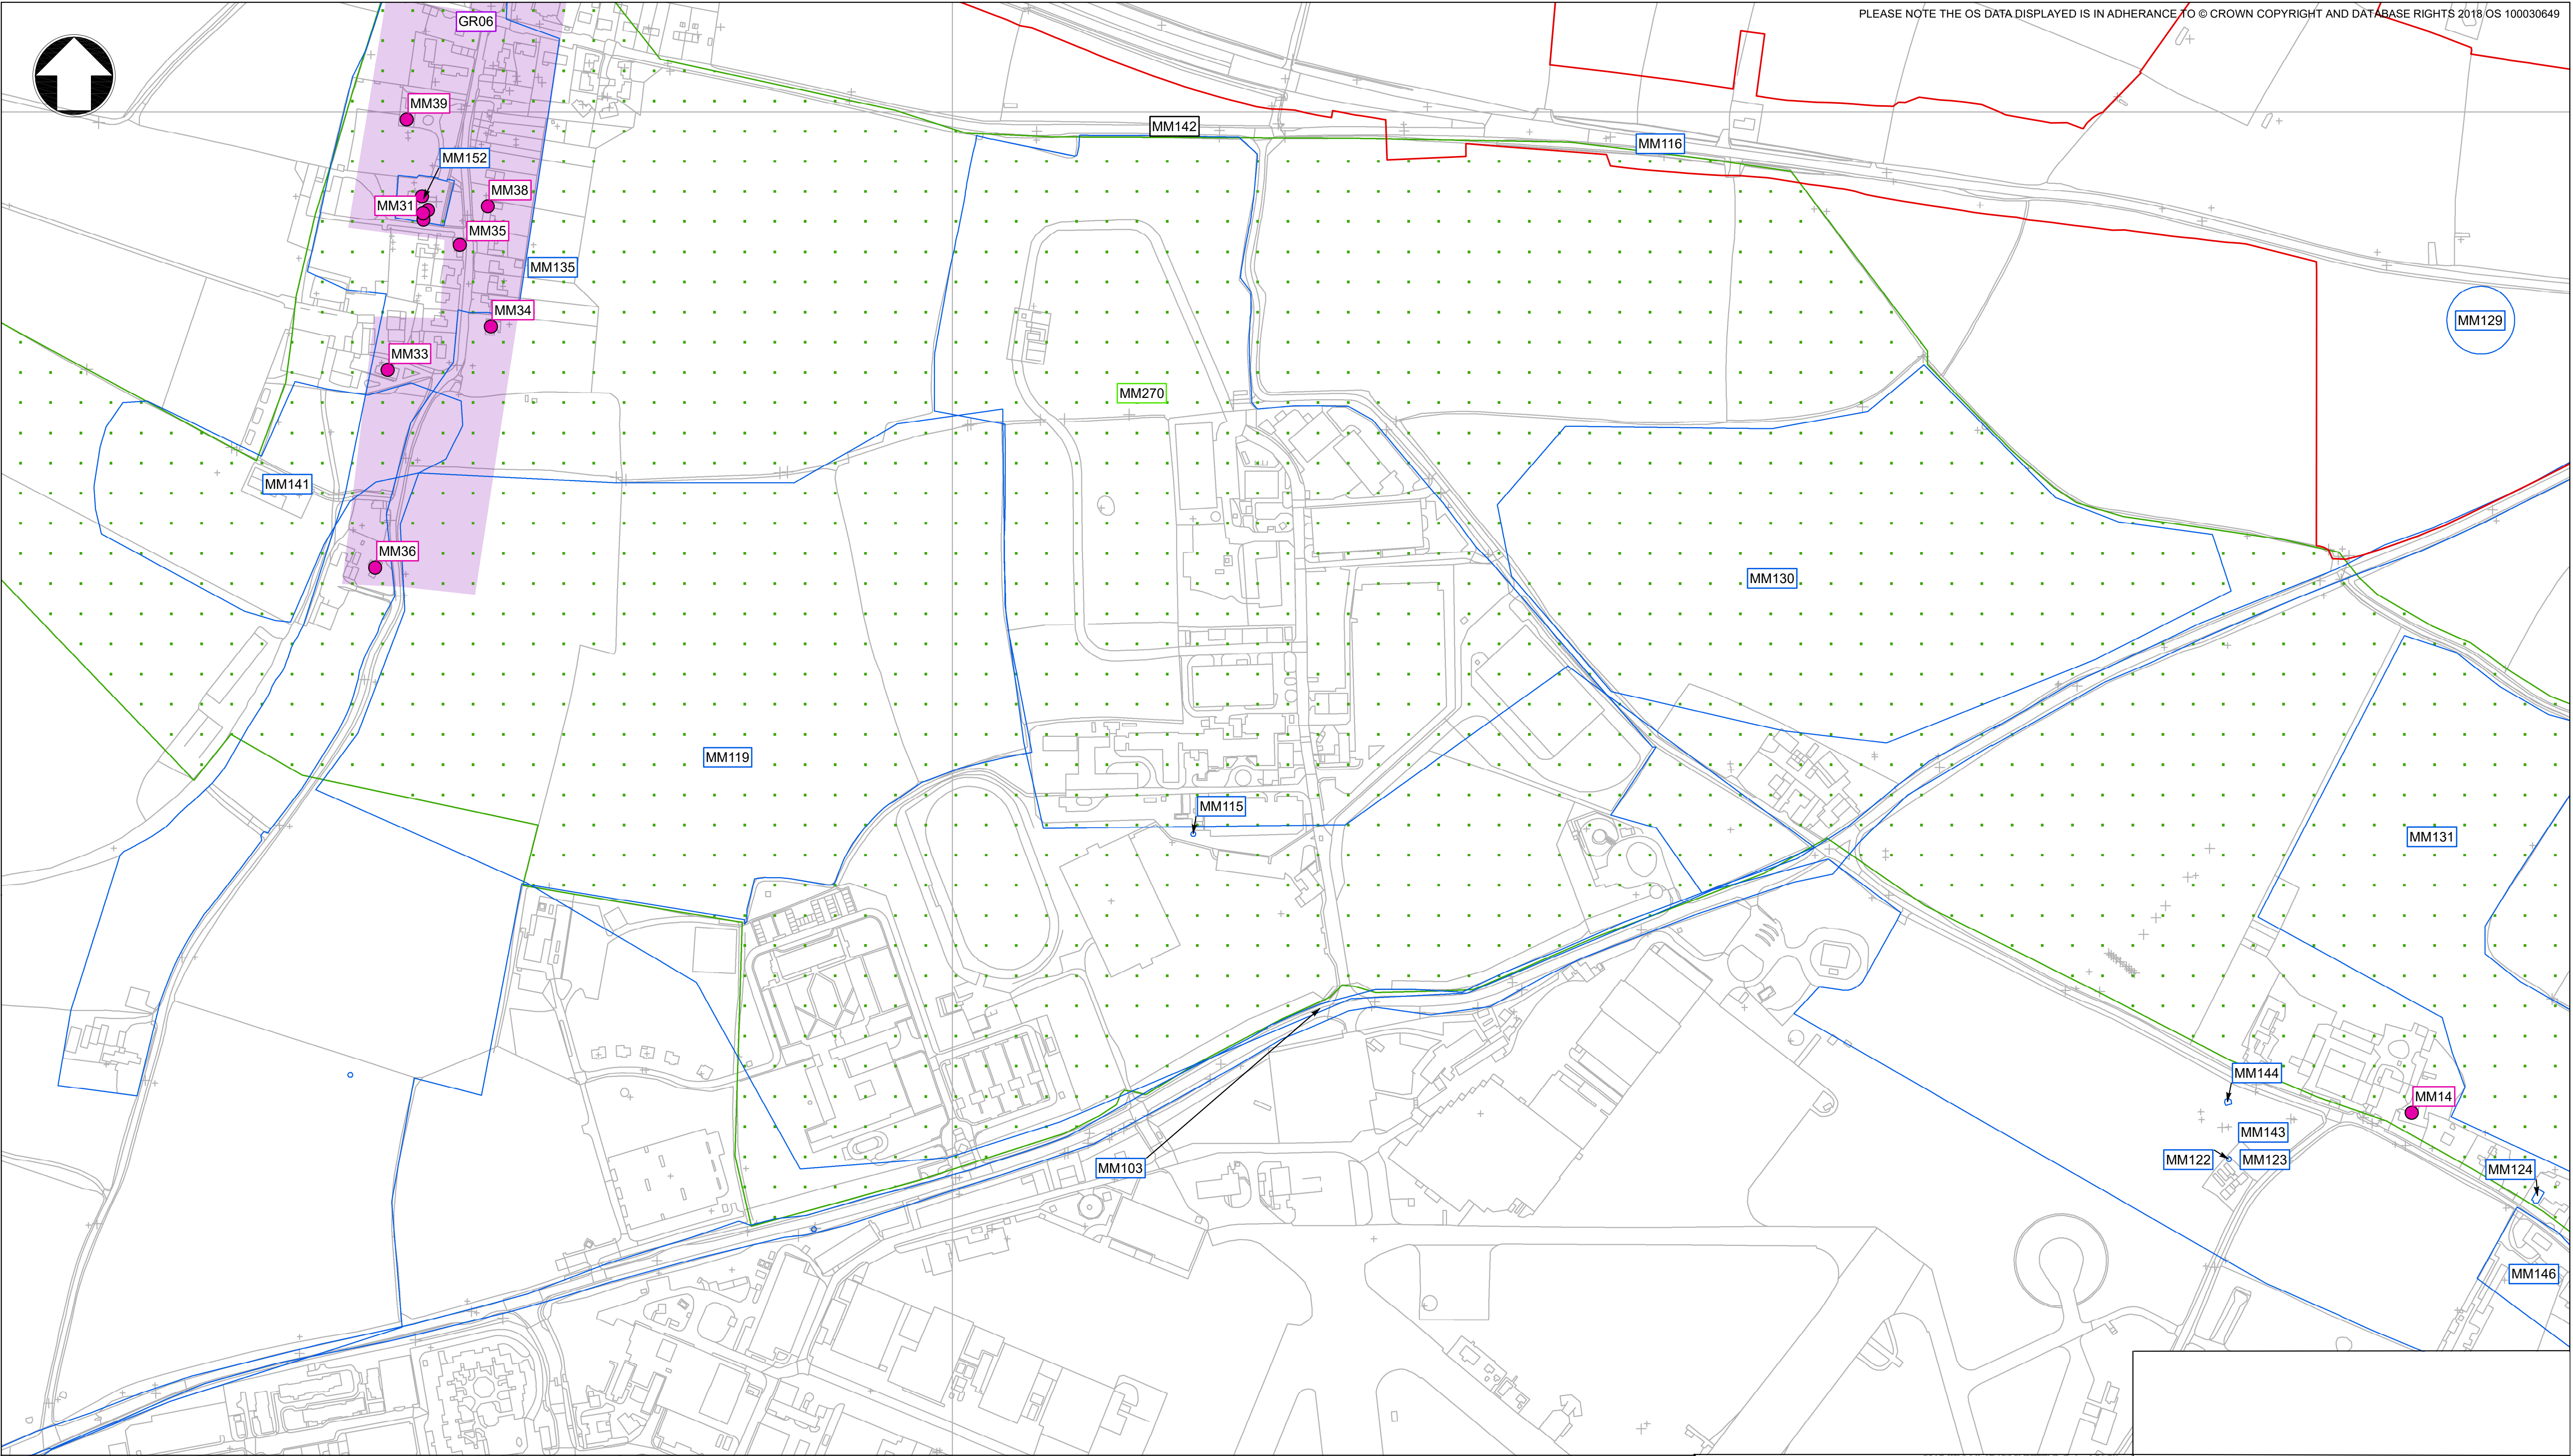 PLEASE NOTE THE OS DATA DISPLAYED IS IN ADHERANCE TO © CROWN COPYRIGHT AND DATABASE RIGHTS 2018 OS 100030649
GR06
MM39
MM142
MM116
MM152
MM38
MM31
MM35
MM135
MM34
MM129
MM33
MM270
MM141
MM36
MM130
MM119
MM115
MM131
MM144
MM14
MM143
MM122
MM123
MM103
MM124
MM146